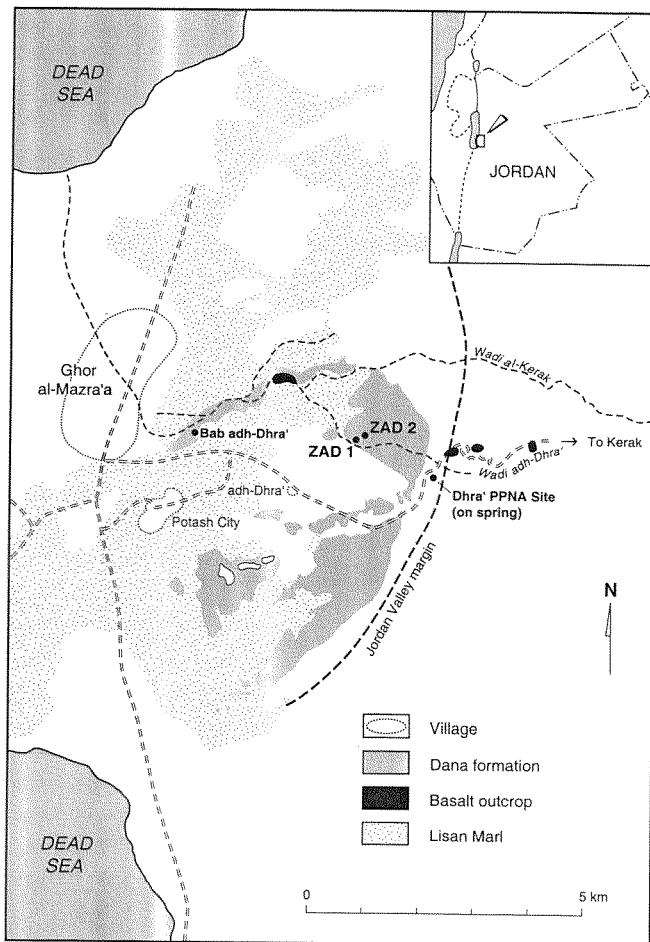 DEAD
SEA
JORDAN
Ghor
al-Mazra'a
Wadi al-Kerak
Bab adh-Dhra'
ZAD 1
ZAD 2
To Kerak
Wadi adh-Dhra'
adh-Dhra'
Dhra' PPNA Site
(on spring)
Potash City
Jordan Valley margin
N
Village
Dana formation
Basalt outcrop
Lisan Marl
DEAD
SEA
0
5 km